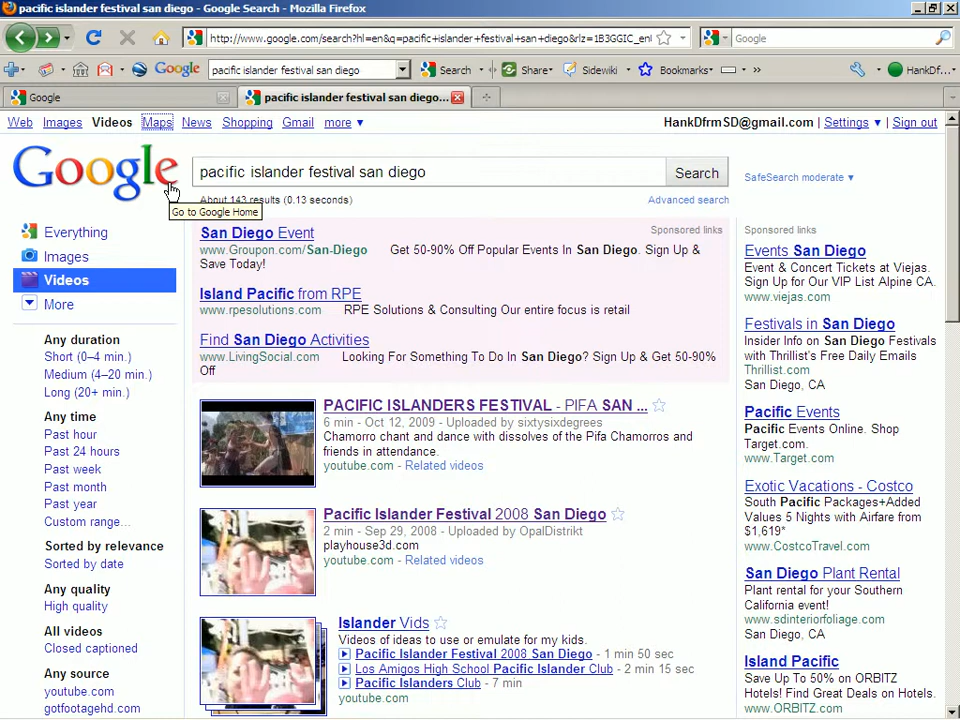 pacific islander festival san diego - Google Search - Mozilla Firefox
http://www.google.com/search?hl=en&q=pacific+islander+festival+san+diego&rlz=1B3GGIC_enl
Google
Google
pacific islander festival san diego
Search
Share
Sidewiki
Bookmarks
»
HankDf...
Google
pacific islander festival san diego...
Web Images Videos Maps News Shopping Gmail more ▼
HankDfrmSD@gmail.com | Settings ▼ | Sign out
Google
pacific islander festival san diego
Search
SafeSearch moderate ▼
About 143 results (0.13 seconds)
Advanced search
Go to Google Home
Everything
Images
Videos
More
Any duration
Short (0–4 min.)
Medium (4–20 min.)
Long (20+ min.)
Any time
Past hour
Past 24 hours
Past week
Past month
Past year
Custom range...
Sorted by relevance
Sorted by date
Any quality
High quality
All videos
Closed captioned
Any source
youtube.com
gotfootagehd.com
San Diego Event
Sponsored links
www.Groupon.com/San-Diego Get 50-90% Off Popular Events In San Diego. Sign Up &
Save Today!
Island Pacific from RPE
www.rpesolutions.com RPE Solutions & Consulting Our entire focus is retail
Find San Diego Activities
www.LivingSocial.com Looking For Something To Do In San Diego? Sign Up & Get 50-90%
Off
PACIFIC ISLANDERS FESTIVAL - PIFA SAN ...
6 min - Oct 12, 2009 - Uploaded by sixtysixdegrees
Chamorro chant and dance with dissolves of the Pifa Chamorros and
friends in attendance.
youtube.com - Related videos
Pacific Islander Festival 2008 San Diego
2 min - Sep 29, 2008 - Uploaded by OpalDistrikt
playhouse3d.com
youtube.com - Related videos
Islander Vids
Videos of ideas to use or emulate for my kids.
Pacific Islander Festival 2008 San Diego - 1 min 50 sec
Los Amigos High School Pacific Islander Club - 2 min 15 sec
Pacific Islanders Club - 7 min
youtube.com
Sponsored links
Events San Diego
Event & Concert Tickets at Viejas.
Sign Up for Our VIP List Alpine CA.
www.viejas.com
Festivals in San Diego
Insider Info on San Diego Festivals
with Thrillist's Free Daily Emails
Thrillist.com
San Diego, CA
Pacific Events
Pacific Events Online. Shop
Target.com.
www.Target.com
Exotic Vacations - Costco
South Pacific Packages+Added
Values 5 Nights with Airfare from
$1,619*
www.CostcoTravel.com
San Diego Plant Rental
Plant rental for your Southern
California event!
www.sdinteriorfoliage.com
San Diego, CA
Island Pacific
Save Up To 50% on ORBITZ
Hotels! Find Great Deals on Hotels.
www.ORBITZ.com